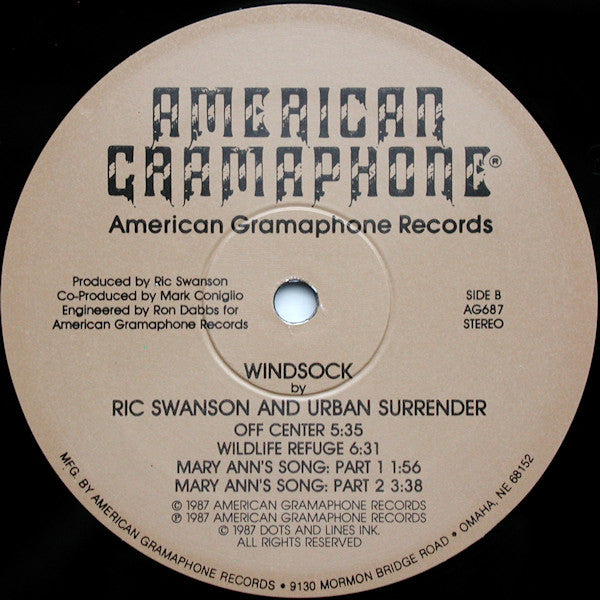 AMERICAN
GRAMAPHONE®
American Gramaphone Records
Produced by Ric Swanson
Co-Produced by Mark Coniglio
Engineered by Ron Dabbs for
American Gramaphone Records
SIDE B
AG687
STEREO
WINDSOCK
by
RIC SWANSON AND URBAN SURRENDER
OFF CENTER 5:35
WILDLIFE REFUGE 6:31
MARY ANN'S SONG: PART 1 1:56
MARY ANN'S SONG: PART 2 3:38
© 1987 AMERICAN GRAMAPHONE RECORDS
℗ 1987 AMERICAN GRAMAPHONE RECORDS
© 1987 DOTS AND LINES INK.
ALL RIGHTS RESERVED
MFG. BY AMERICAN GRAMAPHONE RECORDS • 9130 MORMON BRIDGE ROAD • OMAHA, NE 68152